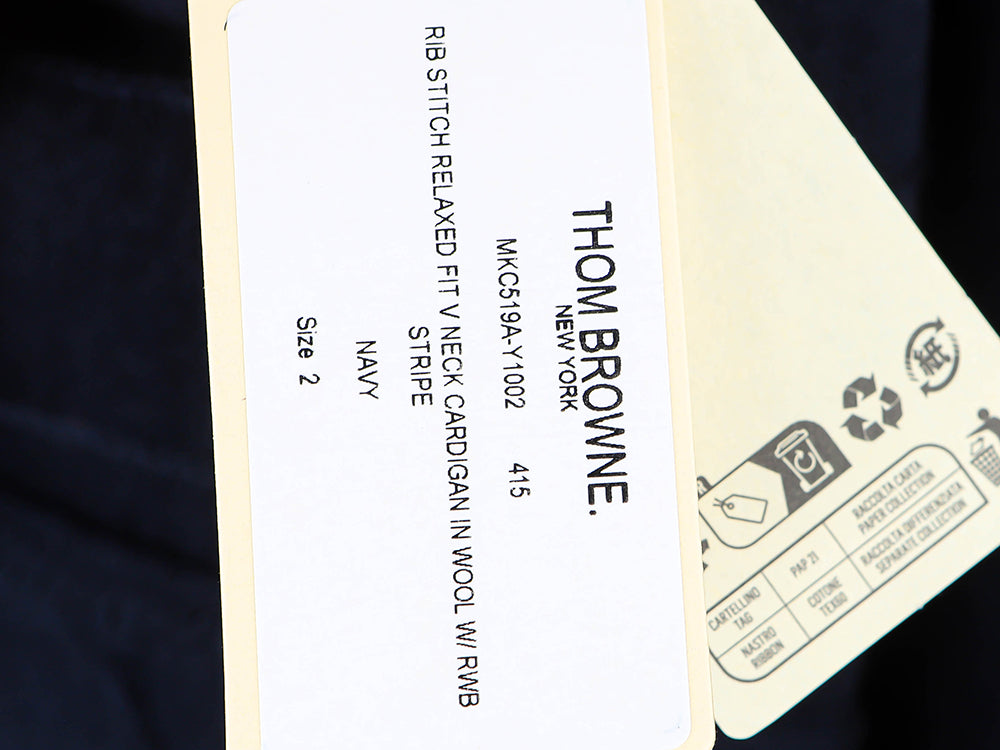 THOM BROWNE.
NEW YORK
MKC519A-Y1002 415
RIB STITCH RELAXED FIT V NECK CARDIGAN IN WOOL W/ RWB
STRIPE
NAVY
Size 2
紙
CARTELLINO
TAG
PAP 21
RACCOLTA CARTA
PAPER COLLECTION
NASTRO
RIBBON
COTONE
TEX60
RACCOLTA DIFFERENZIATA
SEPARATE COLLECTION